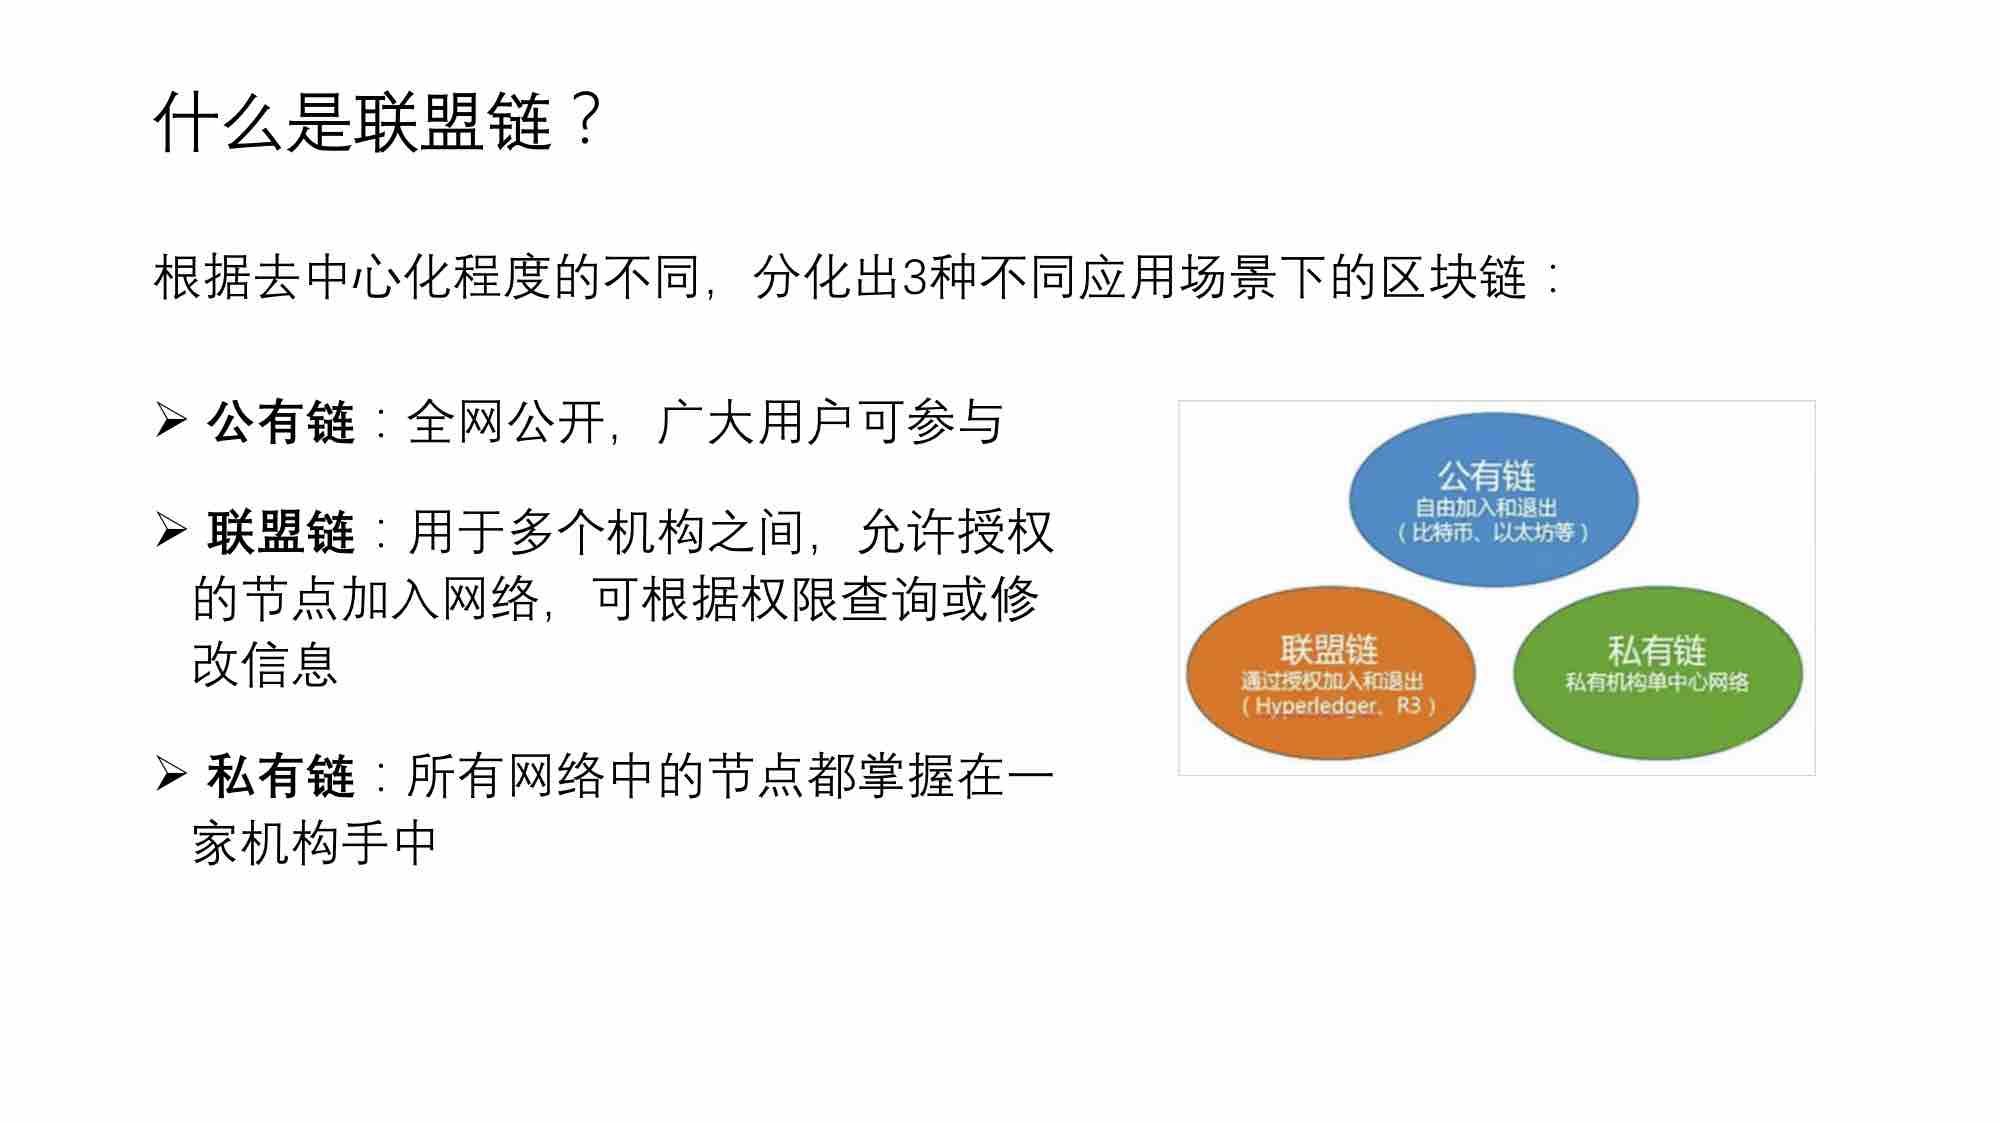 什么是联盟链？
根据去中心化程度的不同，分化出3种不同应用场景下的区块链：
➢ 公有链：全网公开，广大用户可参与
➢ 联盟链：用于多个机构之间，允许授权
的节点加入网络，可根据权限查询或修
改信息
➢ 私有链：所有网络中的节点都掌握在一
家机构手中
公有链
自由加入和退出
（比特币、以太坊等）
联盟链
通过授权加入和退出
（Hyperledger、R3）
私有链
私有机构单中心网络